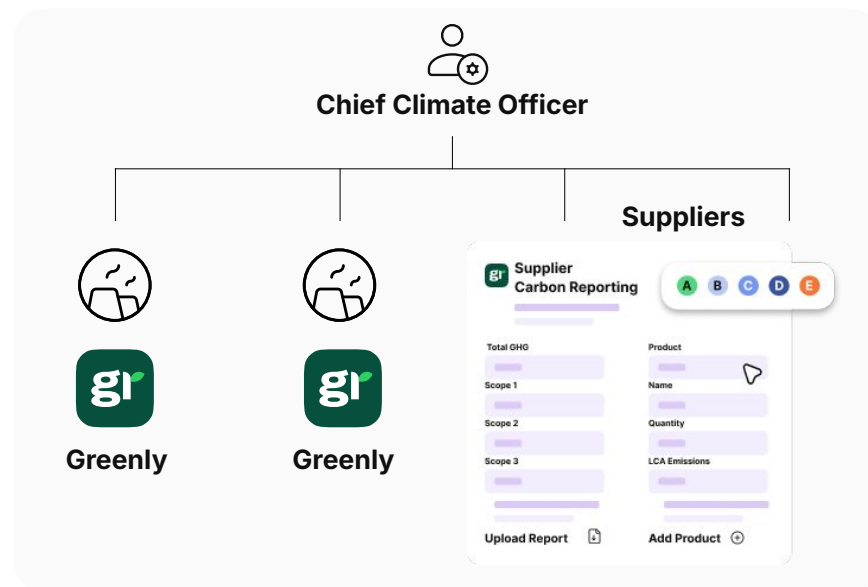 Chief Climate Officer
Suppliers
gr
Supplier
Carbon Reporting
A B C D E
Total GHG
Product
Scope 1
Name
Scope 2
Quantity
Scope 3
LCA Emissions
Upload Report
Add Product
gr
gr
Greenly
Greenly